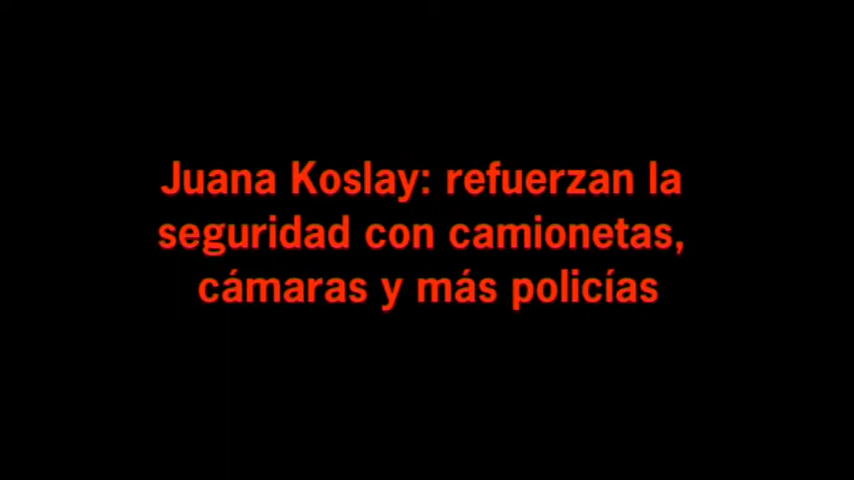 Juana Koslay: refuerzan la
seguridad con camionetas,
cámaras y más policías